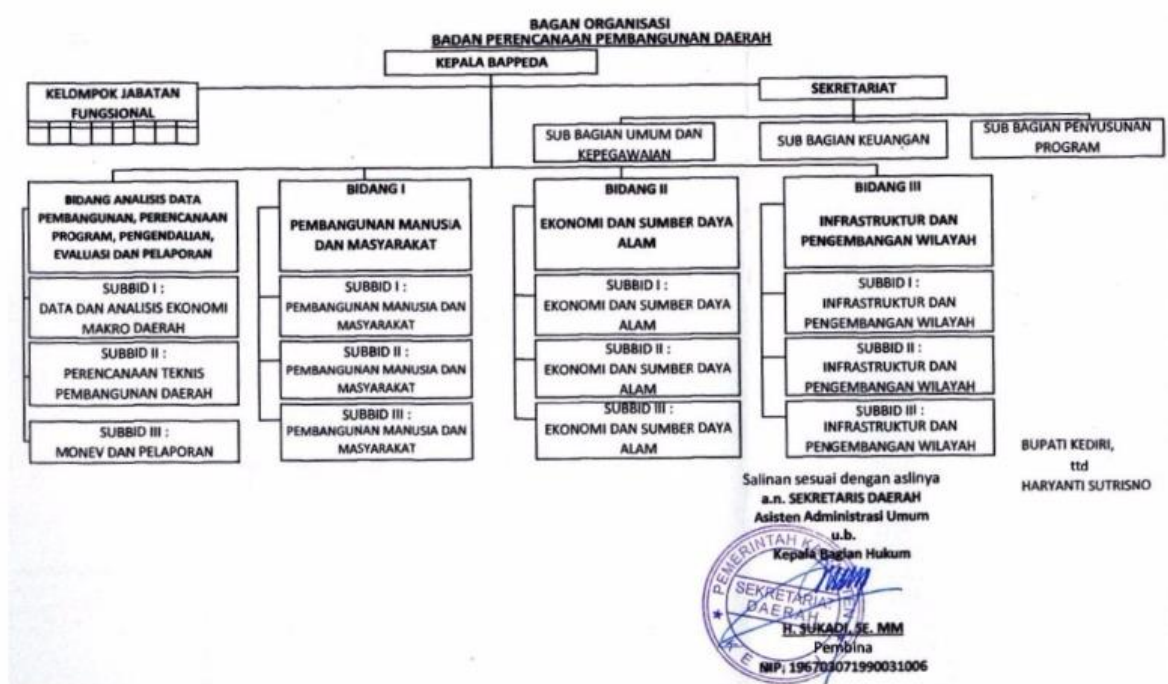 BAGAN ORGANISASI
BADAN PERENCANAAN PEMBANGUNAN DAERAH
KEPALA BAPPEDA
KELOMPOK JABATAN
FUNGSIONAL
SEKRETARIAT
SUB BAGIAN UMUM DAN
KEPEGAWAIAN
SUB BAGIAN KEUANGAN
SUB BAGIAN PENYUSUNAN
PROGRAM
BIDANG ANALISIS DATA
PEMBANGUNAN, PERENCANAAN
PROGRAM, PENGENDALIAN,
EVALUASI DAN PELAPORAN
SUBBID I :
DATA DAN ANALISIS EKONOMI
MAKRO DAERAH
SUBBID II :
PERENCANAAN TEKNIS
PEMBANGUNAN DAERAH
SUBBID III :
MONEV DAN PELAPORAN
BIDANG I
PEMBANGUNAN MANUSIA
DAN MASYARAKAT
SUBBID I :
PEMBANGUNAN MANUSIA DAN
MASYARAKAT
SUBBID II :
PEMBANGUNAN MANUSIA DAN
MASYARAKAT
SUBBID III :
PEMBANGUNAN MANUSIA DAN
MASYARAKAT
BIDANG II
EKONOMI DAN SUMBER DAYA
ALAM
SUBBID I :
EKONOMI DAN SUMBER DAYA
ALAM
SUBBID II :
EKONOMI DAN SUMBER DAYA
ALAM
SUBBID III :
EKONOMI DAN SUMBER DAYA
ALAM
BIDANG III
INFRASTRUKTUR DAN
PENGEMBANGAN WILAYAH
SUBBID I :
INFRASTRUKTUR DAN
PENGEMBANGAN WILAYAH
SUBBID II :
INFRASTRUKTUR DAN
PENGEMBANGAN WILAYAH
SUBBID III :
INFRASTRUKTUR DAN
PENGEMBANGAN WILAYAH
BUPATI KEDIRI,
ttd
HARYANTI SUTRISNO
Salinan sesuai dengan aslinya
a.n. SEKRETARIS DAERAH
Asisten Administrasi Umum
u.b.
Kepala Bagian Hukum
PEMERINTAH
SEKRETARIAT
DAERAH
H. SUKADI, SE. MM
Pembina
NIP. 196703071990031006